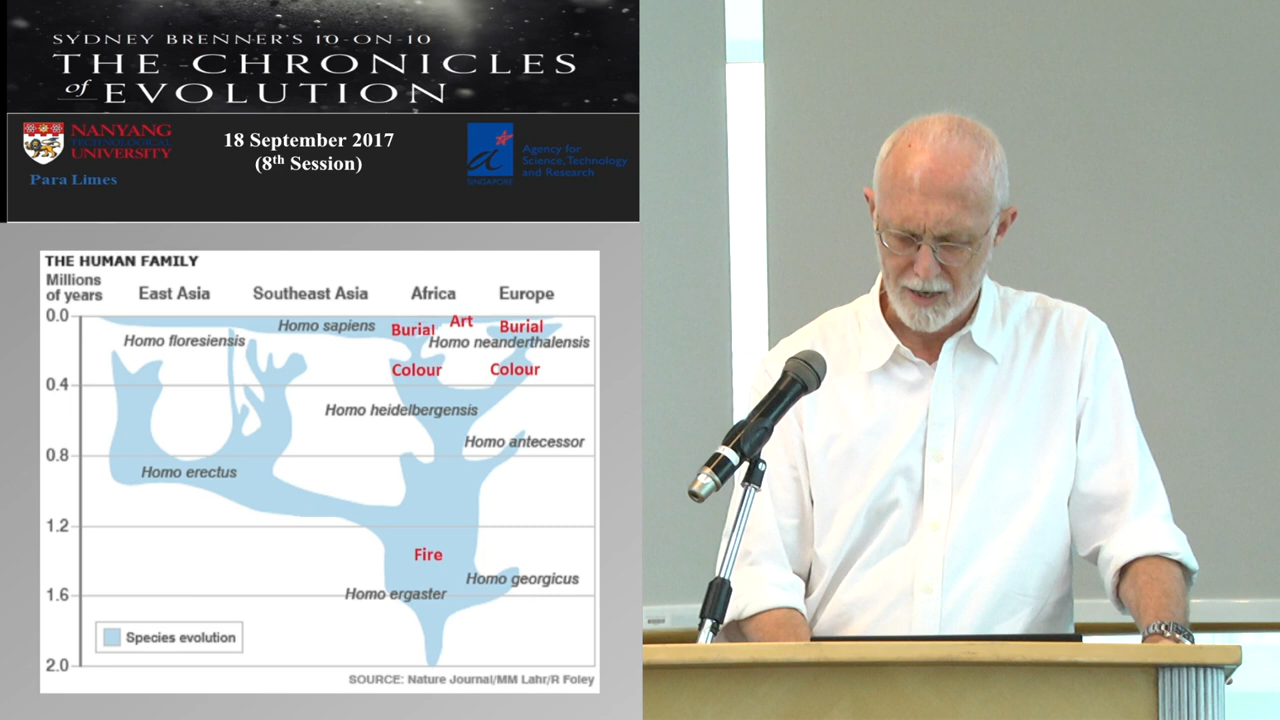 SYDNEY BRENNER'S 10-ON-10
THE CHRONICLES
of EVOLUTION
NANYANG
TECHNOLOGICAL
UNIVERSITY
Para Limes
18 September 2017
(8th Session)
Agency for
Science, Technology
and Research
SINGAPORE
THE HUMAN FAMILY
Millions
of years
East Asia
Southeast Asia
Africa
Europe
0.0
Homo sapiens
Burial
Art
Burial
Homo floresiensis
Homo neanderthalensis
Colour
Colour
0.4
Homo heidelbergensis
Homo antecessor
0.8
Homo erectus
1.2
Fire
Homo georgicus
1.6
Homo ergaster
Species evolution
2.0
SOURCE: Nature Journal/MM Lahr/R Foley